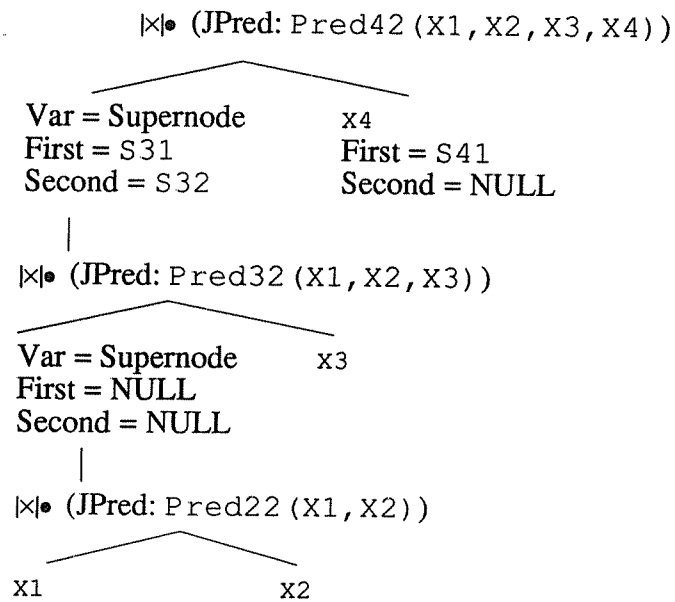 |×|• (JPred: Pred42 (X1,X2,X3,X4))
Var = Supernode X4
First = S31 First = S41
Second = S32 Second = NULL
|×|• (JPred: Pred32 (X1,X2,X3))
Var = Supernode X3
First = NULL
Second = NULL
|×|• (JPred: Pred22 (X1,X2))
X1 X2